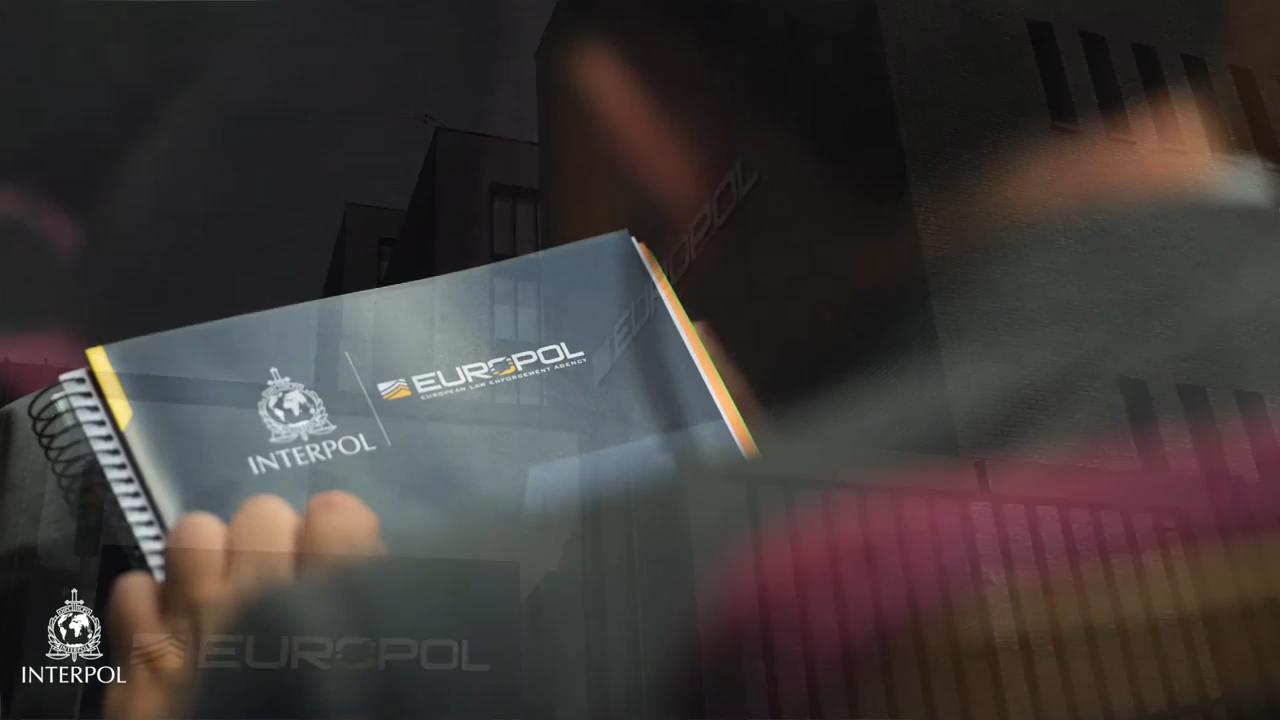 EUROPOL
EUROPOL
EUROPEAN LAW ENFORCEMENT AGENCY
INTERPOL
EUROPOL
INTERPOL